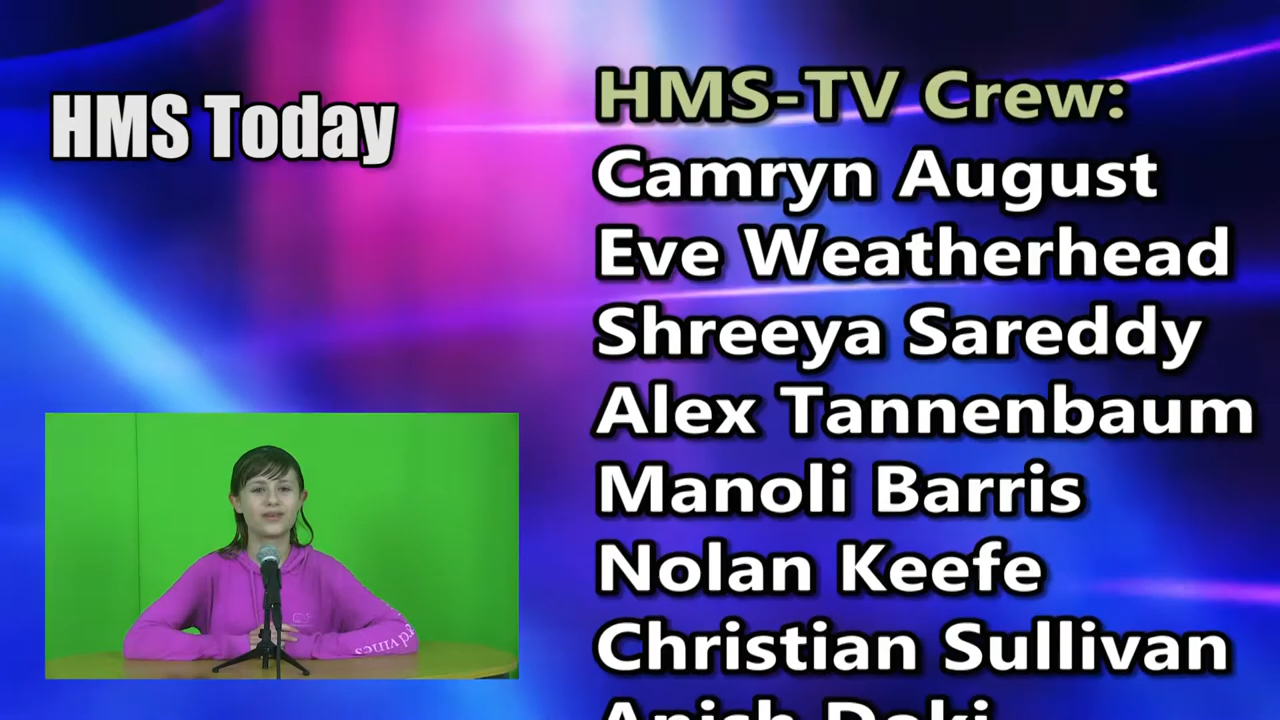 HMS Today
HMS-TV Crew:
Camryn August
Eve Weatherhead
Shreeya Sareddy
Alex Tannenbaum
Manoli Barris
Nolan Keefe
Christian Sullivan
vines